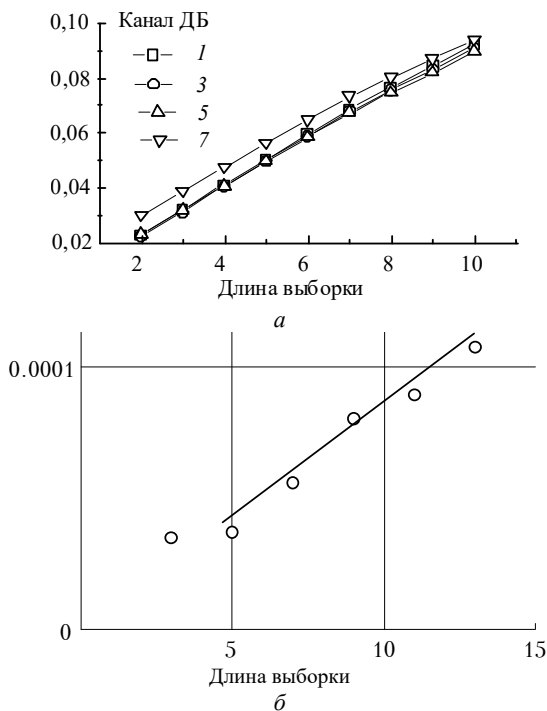 0,10
Канал ДБ
1
0,08
3
5
0,06
7
0,04
0,02
2 4 6 8 10
Длина выборки
а
0.0001
0
5 10 15
Длина выборки
б